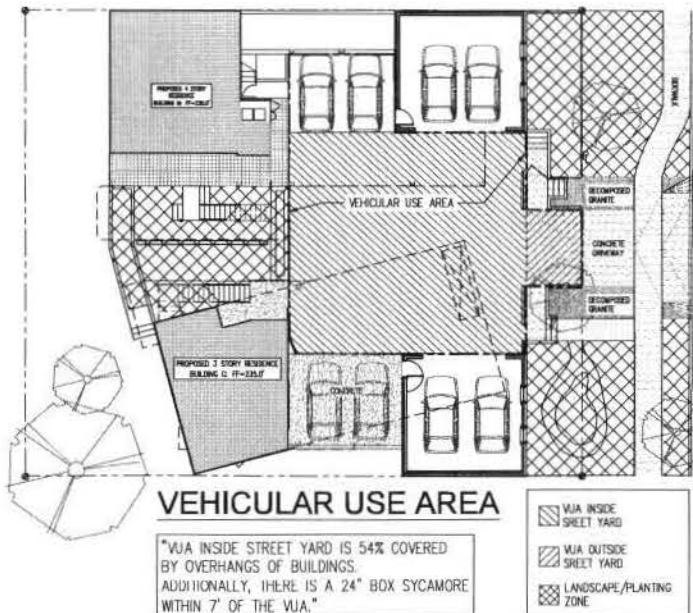 PROPOSED 4 STORY
RESIDENCE
SIDEWALK
VEHICULAR USE AREA
DECOMPOSED
GRANITE
CONCRETE
DRIVEWAY
DECOMPOSED
GRANITE
PROPOSED 3 STORY RESIDENCE
CONCRETE
VEHICULAR USE AREA
"VUA INSIDE STREET YARD IS 54% COVERED
BY OVERHANGS OF BUILDINGS.
ADDITIONALLY, THERE IS A 24" BOX SYCAMORE
WITHIN 7' OF THE VUA."
VUA INSIDE
SREET YARD
VUA OUTSIDE
SREET YARD
LANDSCAPE/PLANTING
ZONE